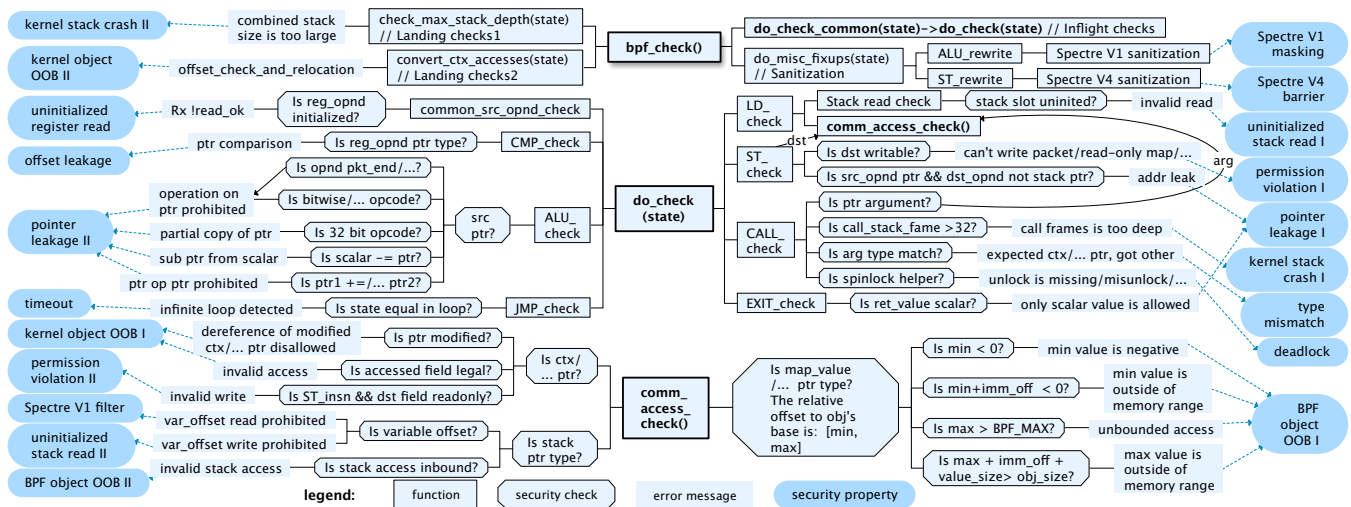 kernel stack crash II
combined stack
size is too large
check_max_stack_depth(state)
// Landing checks1
kernel object
OOB II
offset_check_and_relocation
convert_ctx_accesses(state)
// Landing checks2
bpf_check()
do_check_common(state)->do_check(state) // Inflight checks
do_misc_fixups(state)
// Sanitization
ALU_rewrite
Spectre V1 sanitization
Spectre V1
masking
ST_rewrite
Spectre V4 sanitization
Spectre V4
barrier
uninitialized
register read
Rx !read_ok
Is reg_opnd
initialized?
common_src_opnd_check
offset leakage
ptr comparison
Is reg_opnd ptr type?
CMP_check
Is opnd pkt_end/...?
operation on
ptr prohibited
Is bitwise/... opcode?
pointer
leakage II
partial copy of ptr
Is 32 bit opcode?
sub ptr from scalar
Is scalar -= ptr?
ptr op ptr prohibited
Is ptr1 +=/... ptr2?
src
ptr?
ALU_
check
timeout
infinite loop detected
Is state equal in loop?
JMP_check
do_check
(state)
LD_
check
Stack read check
stack slot uninited?
invalid read
uninitialized
stack read I
comm_access_check()
dst
arg
ST_
check
Is dst writable?
can't write packet/read-only map/...
permission
violation I
Is src_opnd ptr && dst_opnd not stack ptr?
addr leak
pointer
leakage I
CALL_
check
Is ptr argument?
Is call_stack_fame >32?
call frames is too deep
kernel stack
crash I
Is arg type match?
expected ctx/... ptr, got other
type
mismatch
Is spinlock helper?
unlock is missing/misunlock/...
deadlock
EXIT_check
Is ret_value scalar?
only scalar value is allowed
kernel object OOB I
dereference of modified
ctx/... ptr disallowed
Is ptr modified?
invalid access
Is accessed field legal?
permission
violation II
invalid write
Is ST_insn && dst field readonly?
Is ctx/
... ptr?
Spectre V1 filter
var_offset read prohibited
uninitialized
stack read II
var_offset write prohibited
Is variable offset?
BPF object OOB II
invalid stack access
Is stack access inbound?
Is stack
ptr type?
comm_
access_
check()
Is map_value
/... ptr type?
The relative
offset to obj's
base is: [min,
max]
Is min < 0?
min value is negative
Is min+imm_off < 0?
min value is
outside of
memory range
Is max > BPF_MAX?
unbounded access
Is max + imm_off +
value_size> obj_size?
max value is
outside of
memory range
BPF
object
OOB I
legend:
function
security check
error message
security property